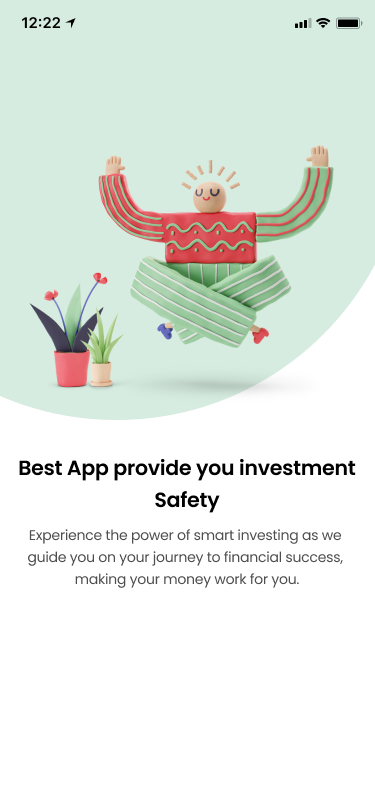 12:22
Best App provide you investment
Safety
Experience the power of smart investing as we
guide you on your journey to financial success,
making your money work for you.